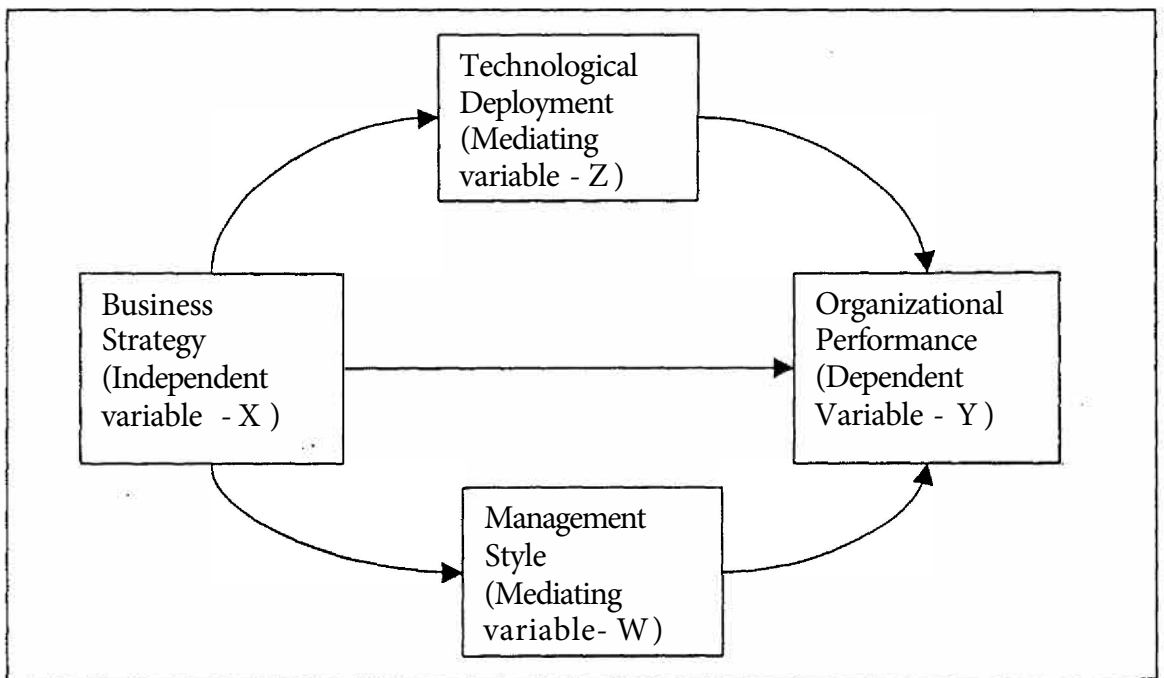 Technological
Deployment
(Mediating
variable - Z )
Business
Strategy
(Independent
variable - X )
Organizational
Performance
(Dependent
Variable - Y )
Management
Style
(Mediating
variable- W )